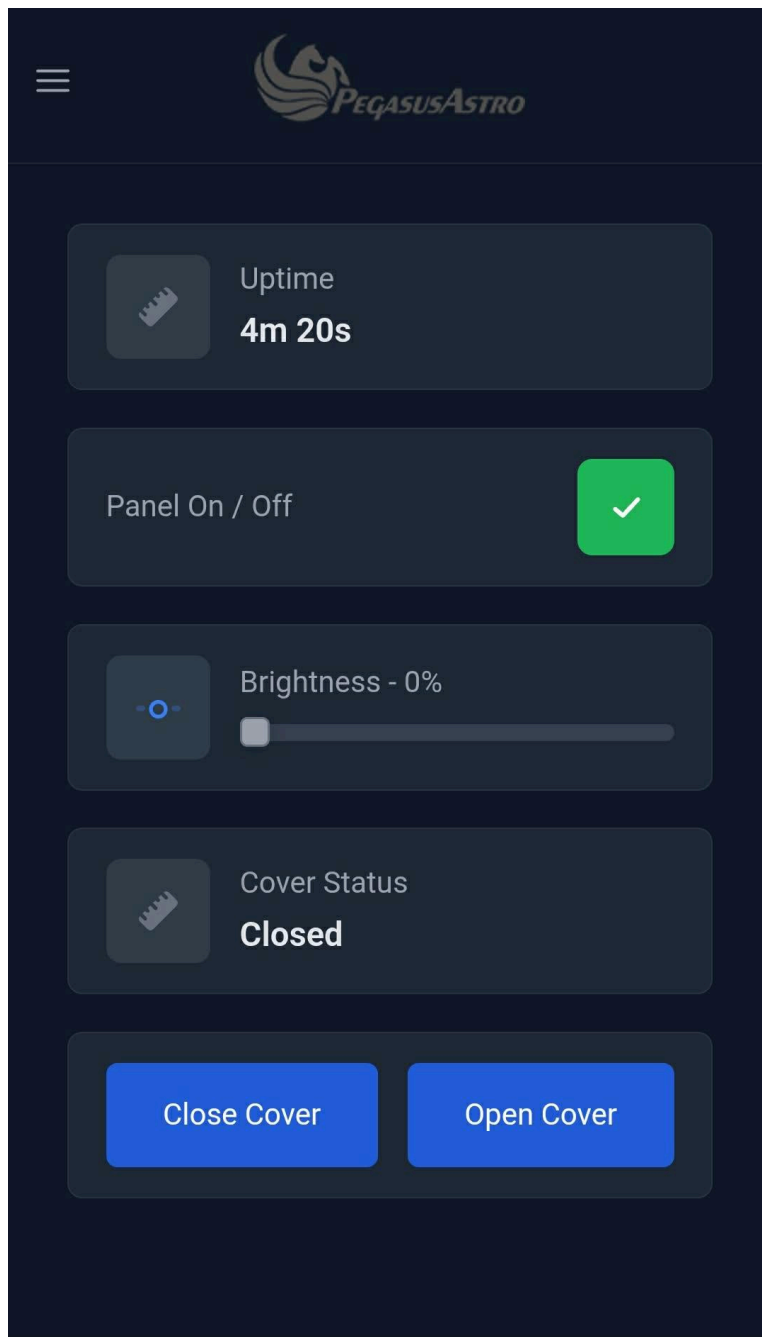 PegasusAstro
Uptime
4m 20s
Panel On / Off
Brightness - 0%
Cover Status
Closed
Close Cover
Open Cover